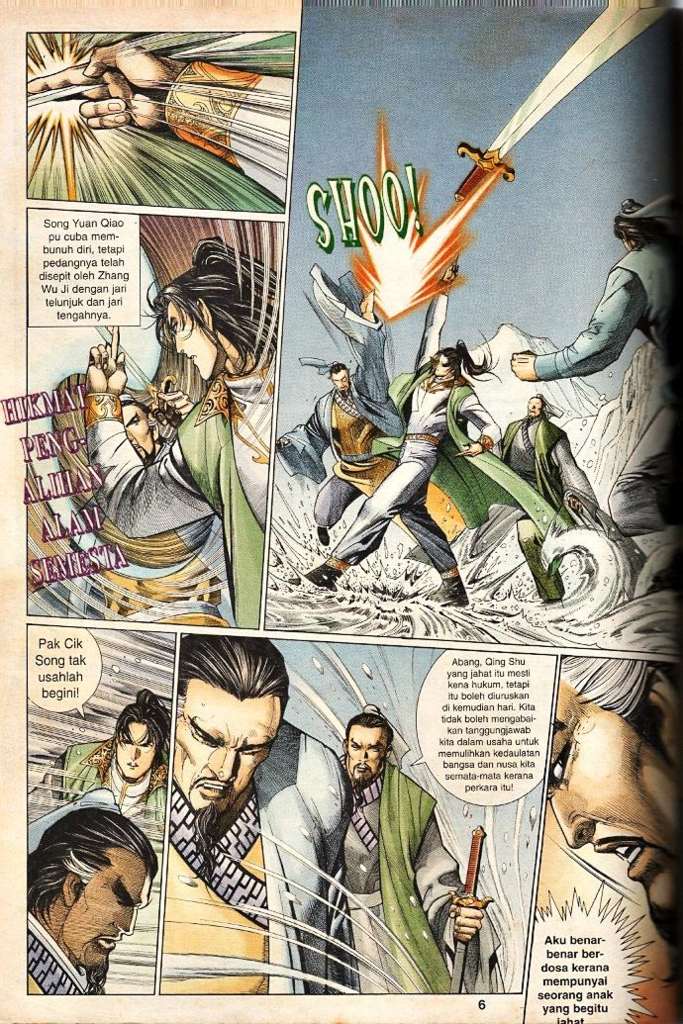 Song Yuan Qiao
pu cuba mem-
bunuh diri, tetapi
pedangnya telah
disepit oleh Zhang
Wu Ji dengan jari
telunjuk dan jari
tengahnya.
SHOO!
HIKMAT
PENG-
ALIHAN
ALAM
SEMESTA
Pak Cik
Song tak
usahlah
begini!
Abang, Qing Shu
yang jahat itu mesti
kena hukum, tetapi
itu boleh diuruskan
di kemudian hari. Kita
tidak boleh mengabai-
kan tanggungjawab
kita dalam usaha untuk
memulihkan kedaulatan
bangsa dan nusa kita
semata-mata kerana
perkara itu!
Aku benar-
benar ber-
dosa kerana
mempunyai
seorang anak
yang begitu
jahat
6